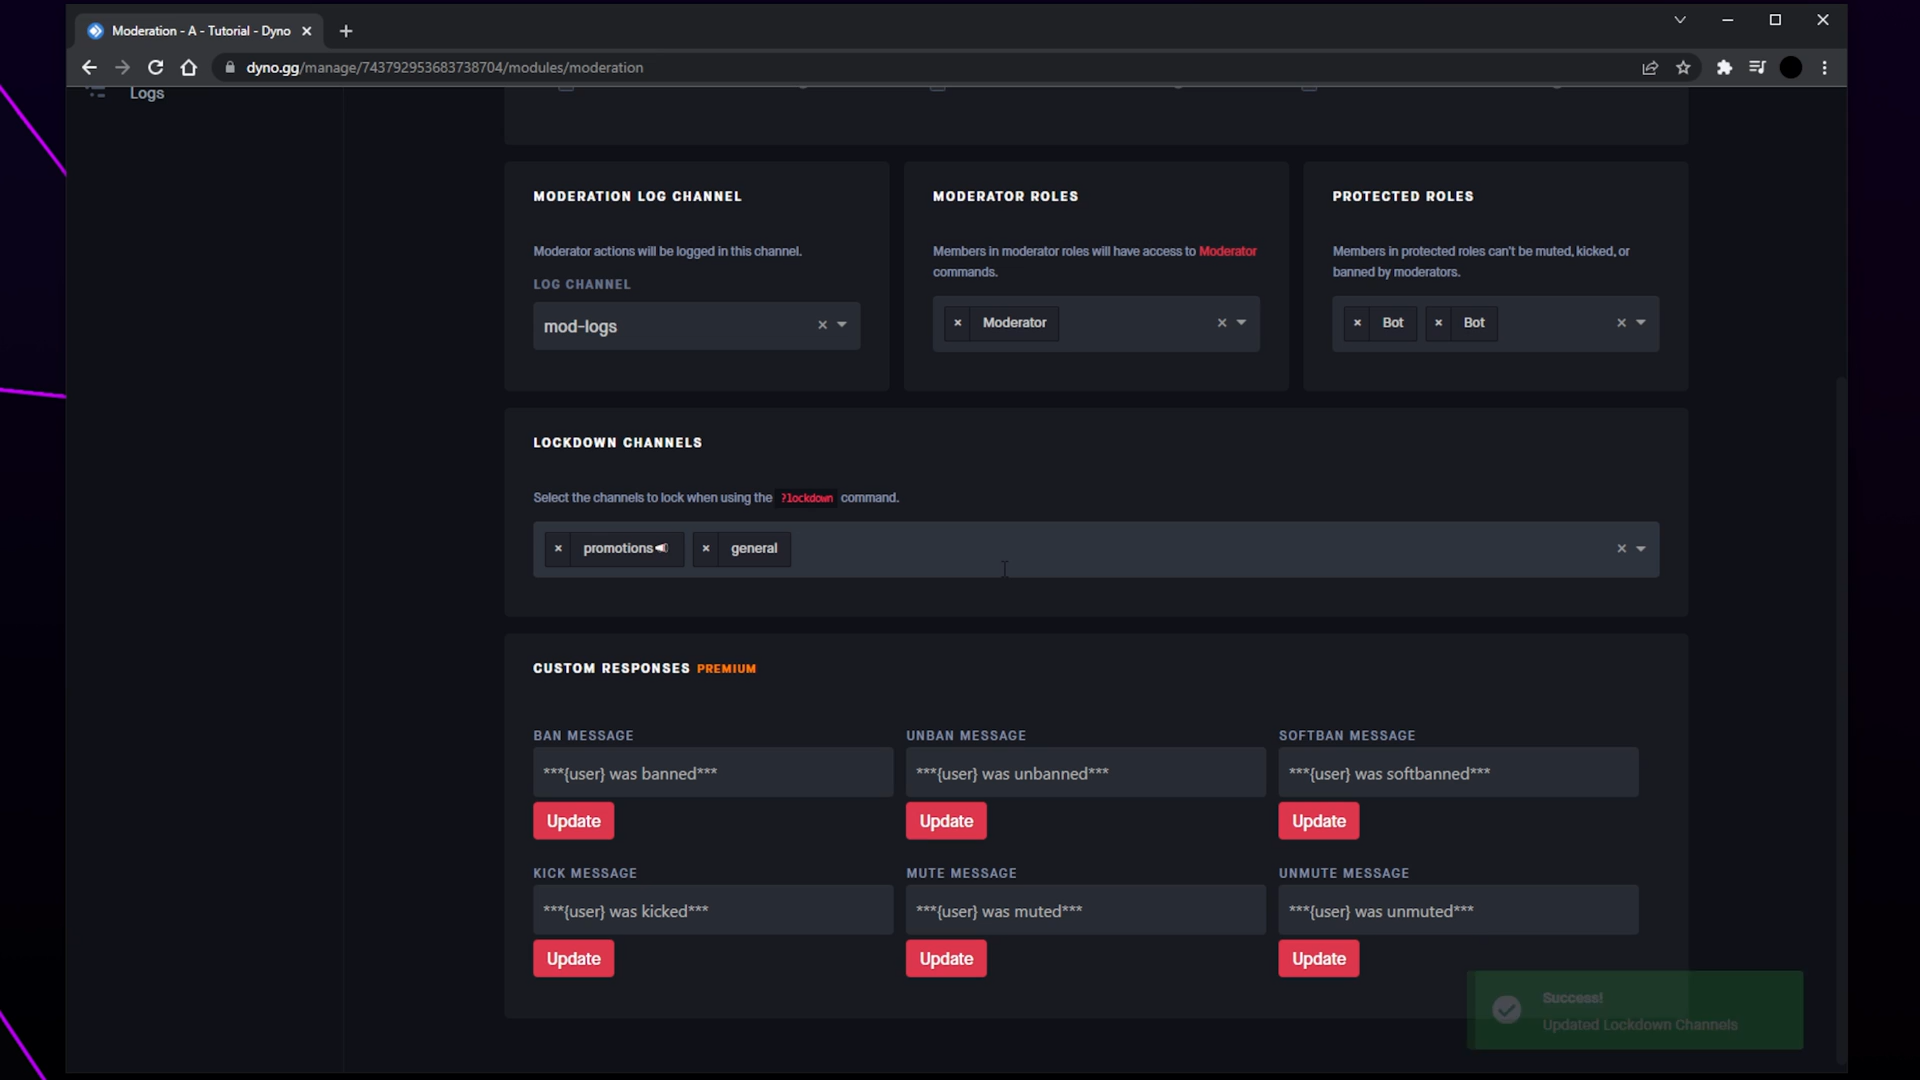 Moderation - A - Tutorial - Dyno
dyno.gg/manage/743792953683738704/modules/moderation
Logs
MODERATION LOG CHANNEL
Moderator actions will be logged in this channel.
LOG CHANNEL
mod-logs
MODERATOR ROLES
Members in moderator roles will have access to Moderator
commands.
Moderator
PROTECTED ROLES
Members in protected roles can't be muted, kicked, or
banned by moderators.
Bot Bot
LOCKDOWN CHANNELS
Select the channels to lock when using the ?lockdown command.
promotions general
CUSTOM RESPONSES PREMIUM
BAN MESSAGE
***{user} was banned***
Update
UNBAN MESSAGE
***{user} was unbanned***
Update
SOFTBAN MESSAGE
***{user} was softbanned***
Update
KICK MESSAGE
***{user} was kicked***
Update
MUTE MESSAGE
***{user} was muted***
Update
UNMUTE MESSAGE
***{user} was unmuted***
Update
Success!
Updated Lockdown Channels